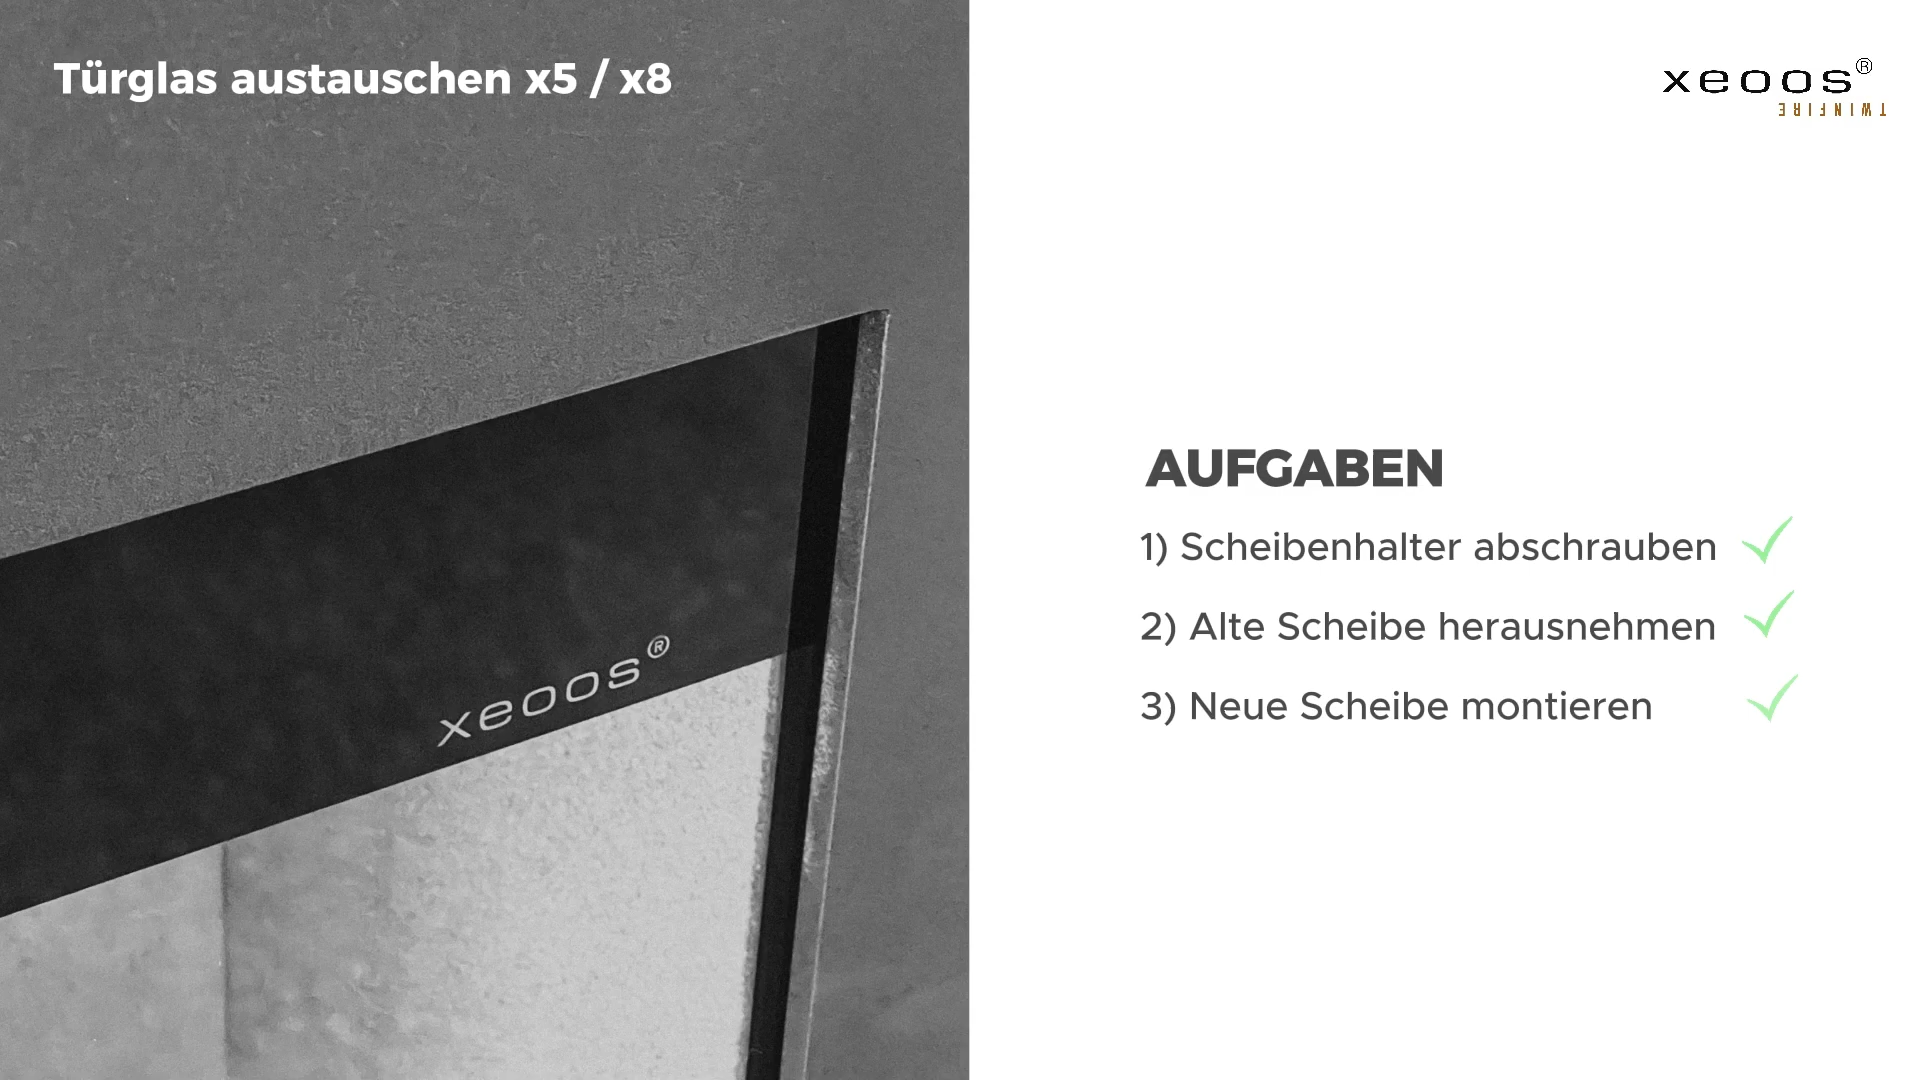 Türglas austauschen x5 / x8
xeoos®
TWINFIRE
xeoos®
AUFGABEN
1) Scheibenhalter abschrauben
2) Alte Scheibe herausnehmen
3) Neue Scheibe montieren